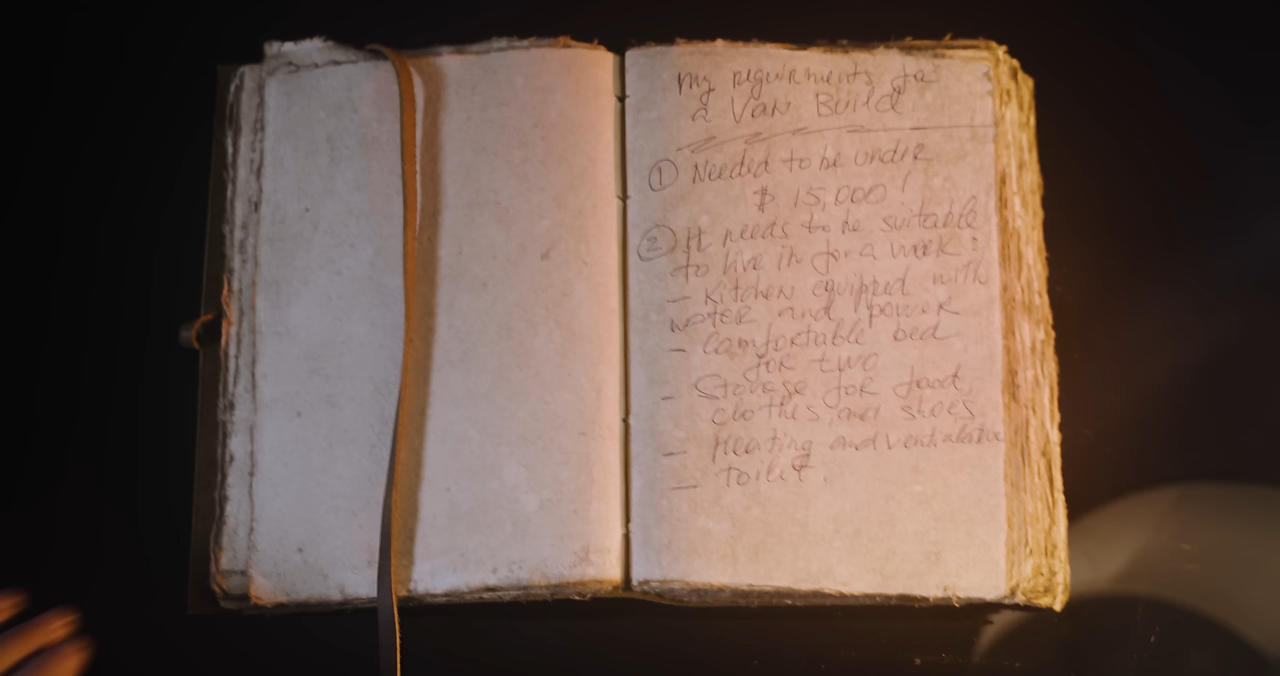 my requirments for
a Van Build
① Needed to be under
$ 15,000!
② It needs to be suitable
to live in for a week:
- Kitchen equipped with
water and power
- Comfortable bed
for two
- Storage for food,
clothes, and shoes
- Heating and ventilation
- Toilet.